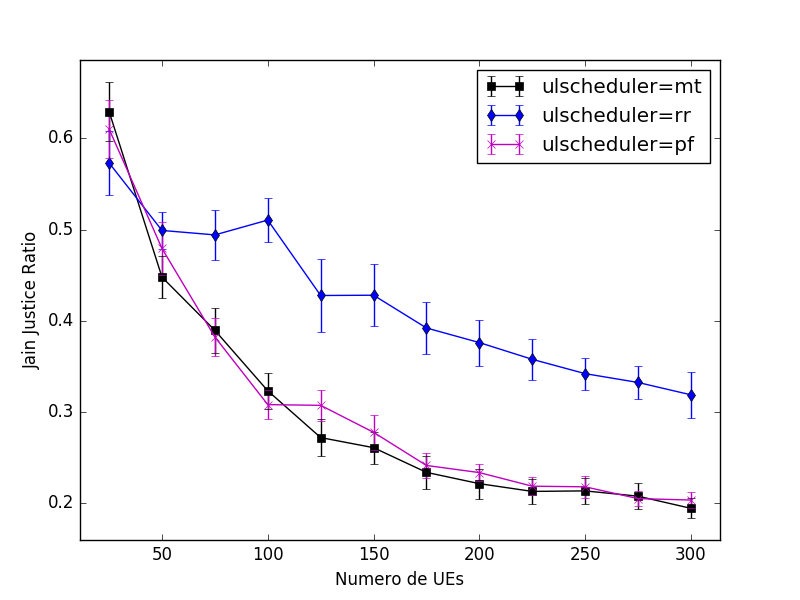 ulscheduler=mt
ulscheduler=rr
ulscheduler=pf
Jain Justice Ratio
0.6
0.5
0.4
0.3
0.2
50 100 150 200 250 300
Numero de UEs